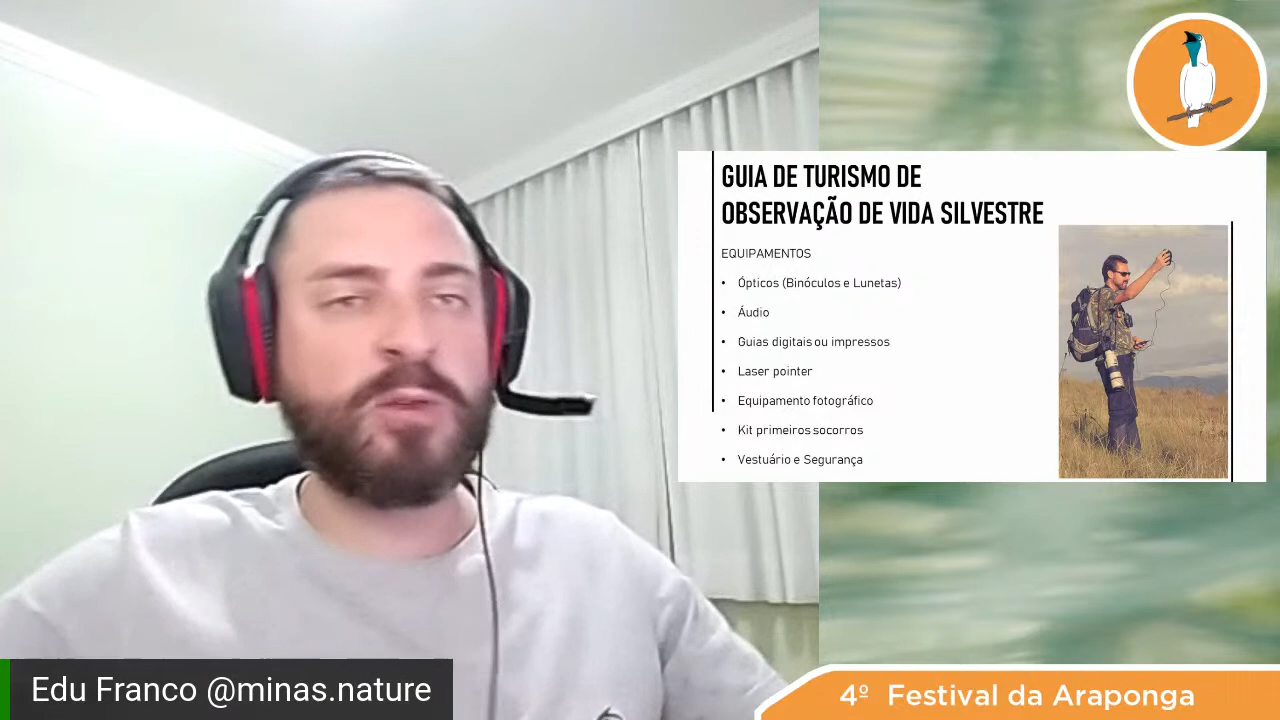 GUIA DE TURISMO DE
OBSERVAÇÃO DE VIDA SILVESTRE
EQUIPAMENTOS
• Ópticos (Binóculos e Lunetas)
• Áudio
• Guias digitais ou impressos
• Laser pointer
• Equipamento fotográfico
• Kit primeiros socorros
• Vestuário e Segurança
Edu Franco @minas.nature
4º Festival da Araponga